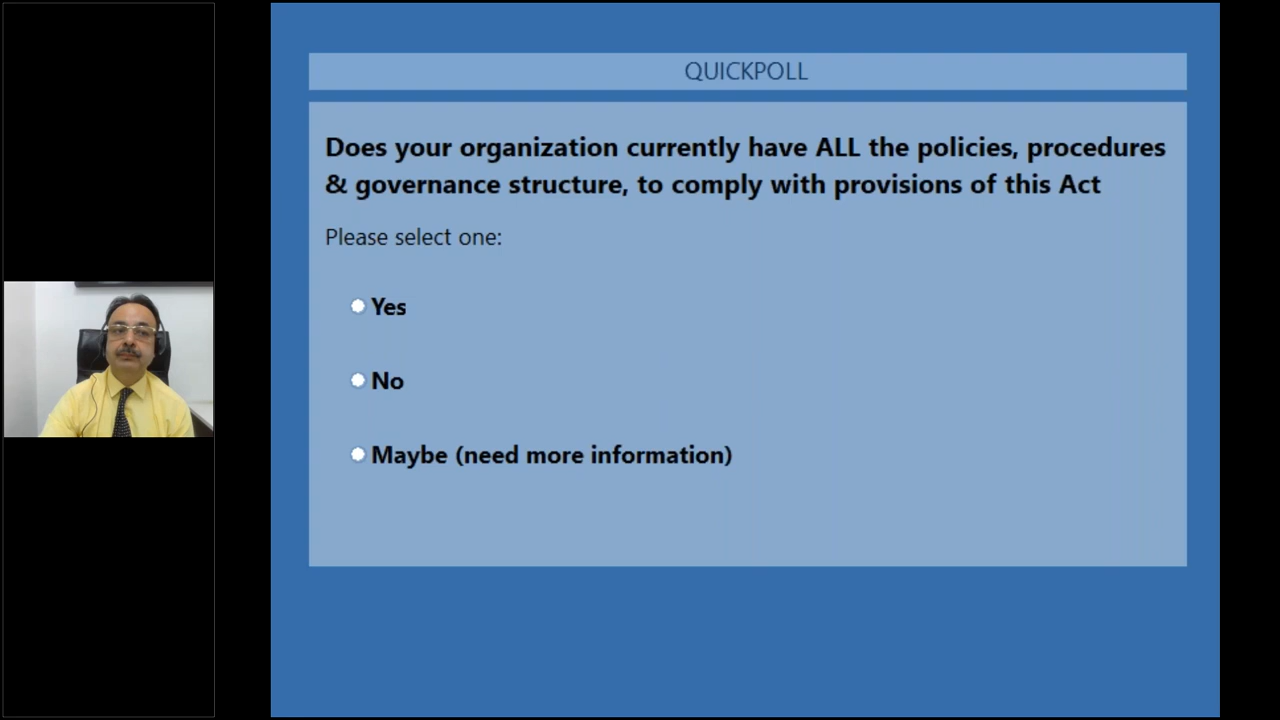 QUICKPOLL
Does your organization currently have ALL the policies, procedures
& governance structure, to comply with provisions of this Act
Please select one:
Yes
No
Maybe (need more information)